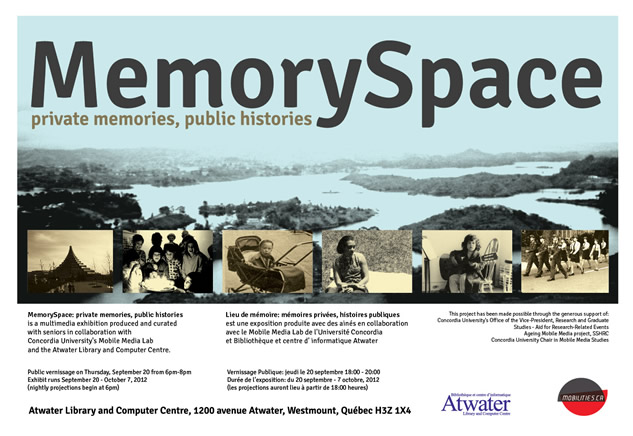 MemorySpace
private memories, public histories
MemorySpace: private memories, public histories
is a multimedia exhibition produced and curated
with seniors in collaboration with
Concordia University's Mobile Media Lab
and the Atwater Library and Computer Centre.
Public vernissage on Thursday, September 20 from 6pm-8pm
Exhibit runs September 20 - October 7, 2012
(nightly projections begin at 6pm)
Lieu de mémoire: mémoires privées, histoires publiques
est une exposition produite avec des ainés en collaboration
avec le Mobile Media Lab de l'Université Concordia
et Bibliothèque et centre d' informatique Atwater
Vernissage Publique: jeudi le 20 septembre 18:00 - 20:00
Durée de l'exposition: du 20 septembre - 7 octobre, 2012
(les projections auront lieu à partir de 18:00 heures)
This project has been made possible through the generous support of:
Concordia University's Office of the Vice-President, Research and Graduate
Studies - Aid for Research-Related Events
Ageing Mobile Media project, SSHRC
Concordia University Chair in Mobile Media Studies
Atwater Library and Computer Centre, 1200 avenue Atwater, Westmount, Québec H3Z 1X4
Bibliothèque et centre d'informatique
Atwater
Library and Computer Centre
MOBILITIES.CA